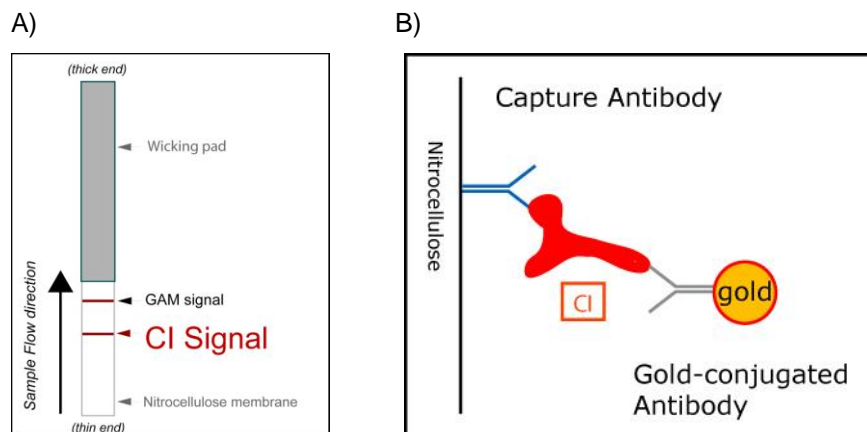 A)
(thick end)
Wicking pad
Sample Flow direction
GAM signal
CI Signal
Nitrocellulose membrane
(thin end)
B)
Capture Antibody
Nitrocellulose
CI
gold
Gold-conjugated
Antibody